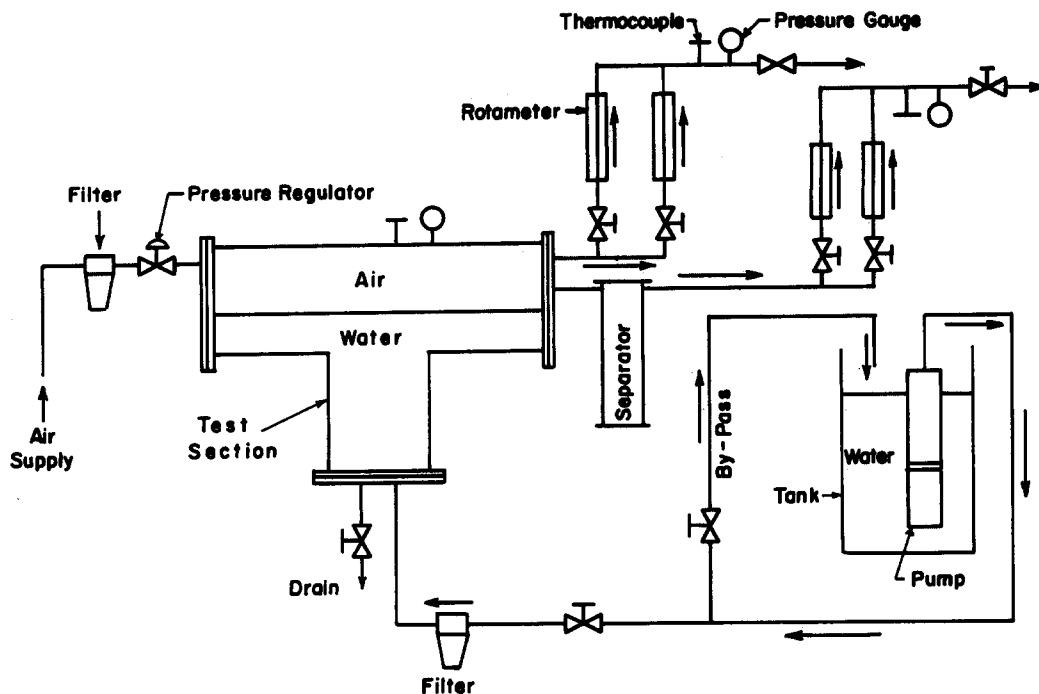 Thermocouple
Pressure Gauge
Rotameter
Filter
Pressure Regulator
Air
Water
Separator
Test
Section
Air
Supply
By-Pass
Water
Tank
Pump
Drain
Filter